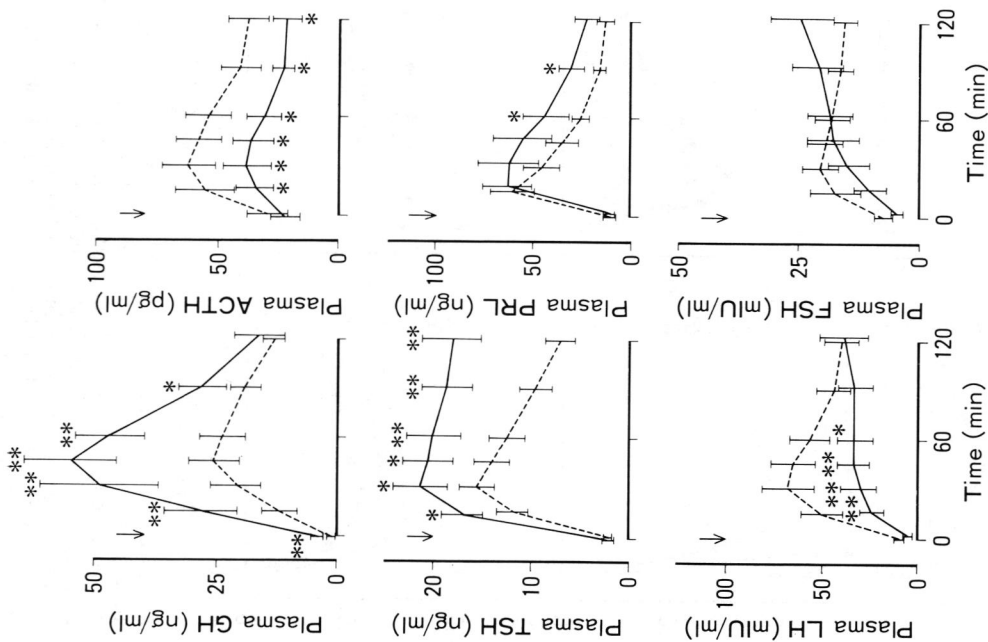 Plasma GH (ng/ml)
50
25
0
** ** ** ** ** *
Plasma ACTH (pg/ml)
100
50
0
* * * * * *
Plasma TSH (ng/ml)
20
10
0
* * * ** ** **
Plasma PRL (ng/ml)
100
50
0
* *
Plasma LH (mIU/ml)
100
50
0
** ** ** *
0 60 120
Time (min)
Plasma FSH (mIU/ml)
50
25
0
0 60 120
Time (min)